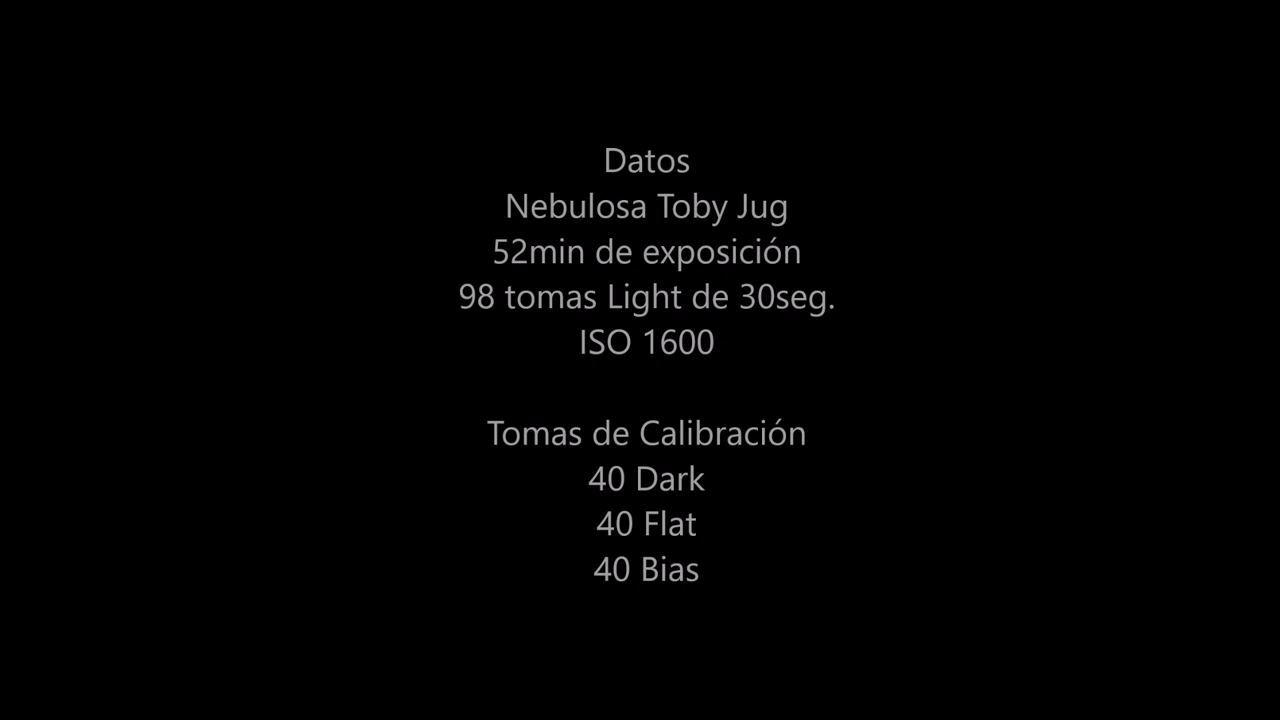 Datos
Nebulosa Toby Jug
52min de exposición
98 tomas Light de 30seg.
ISO 1600
Tomas de Calibración
40 Dark
40 Flat
40 Bias